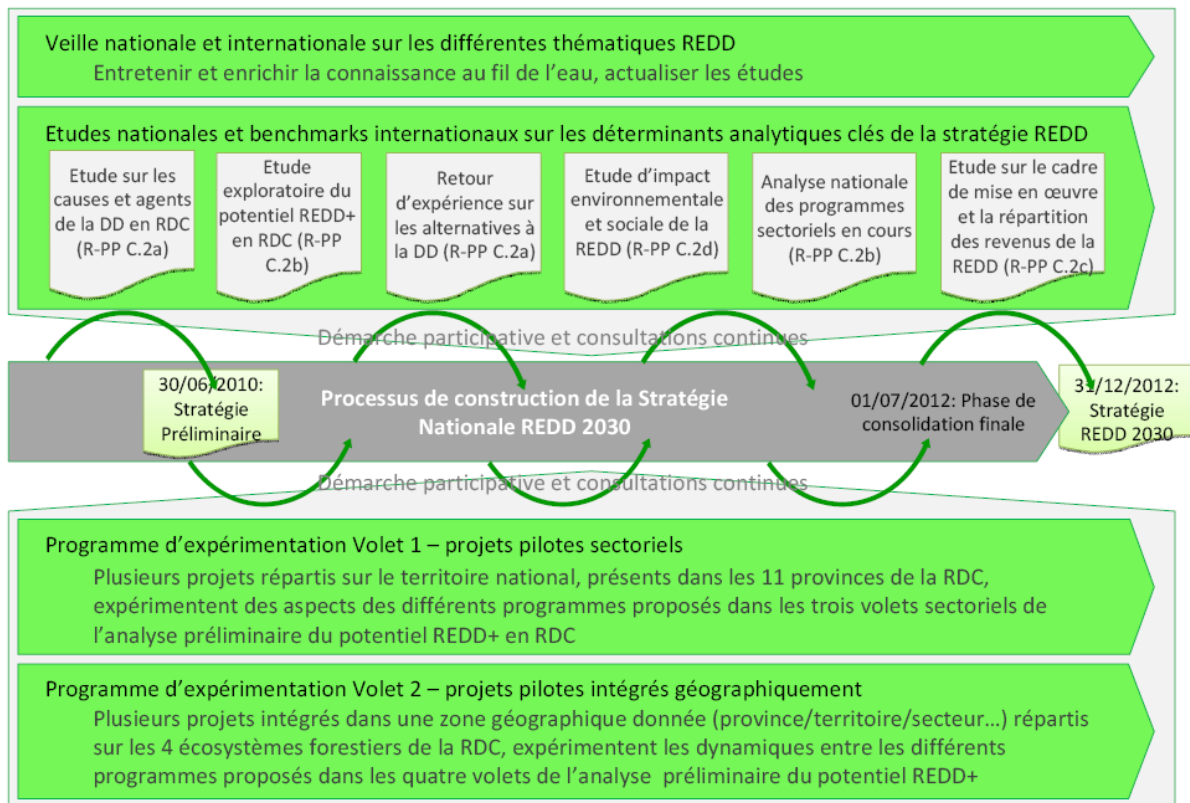 Veille nationale et internationale sur les différentes thématiques REDD
Entretenir et enrichir la connaissance au fil de l'eau, actualiser les études
Etudes nationales et benchmarks internationaux sur les déterminants analytiques clés de la stratégie REDD
Etude sur les
causes et agents
de la DD en RDC
(R-PP C.2a)
Etude
exploratoire du
potentiel REDD+
en RDC (R-PP
C.2b)
Retour
d'expérience sur
les alternatives à
la DD (R-PP C.2a)
Etude d'impact
environnementale
et sociale de la
REDD (R-PP C.2d)
Analyse nationale
des programmes
sectoriels en cours
(R-PP C.2b)
Etude sur le cadre
de mise en œuvre
et la répartition
des revenus de la
REDD (R-PP C.2c)
Démarche participative et consultations continues
30/06/2010:
Stratégie
Préliminaire
Processus de construction de la Stratégie
Nationale REDD 2030
01/07/2012: Phase de
consolidation finale
31/12/2012:
Stratégie
REDD 2030
Démarche participative et consultations continues
Programme d'expérimentation Volet 1 – projets pilotes sectoriels
Plusieurs projets répartis sur le territoire national, présents dans les 11 provinces de la RDC,
expérimentent des aspects des différents programmes proposés dans les trois volets sectoriels de
l'analyse préliminaire du potentiel REDD+ en RDC
Programme d'expérimentation Volet 2 – projets pilotes intégrés géographiquement
Plusieurs projets intégrés dans une zone géographique donnée (province/territoire/secteur…) répartis
sur les 4 écosystèmes forestiers de la RDC, expérimentent les dynamiques entre les différents
programmes proposés dans les quatre volets de l'analyse préliminaire du potentiel REDD+